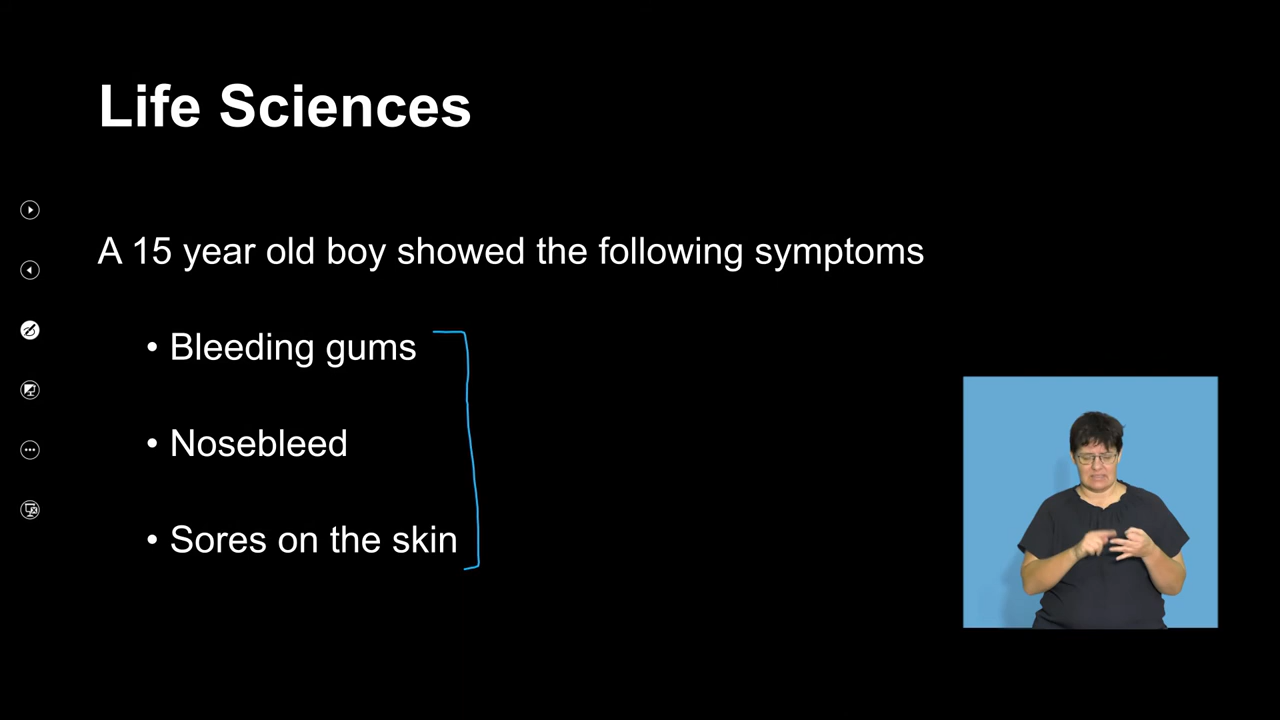 Life Sciences
A 15 year old boy showed the following symptoms
• Bleeding gums
• Nosebleed
• Sores on the skin